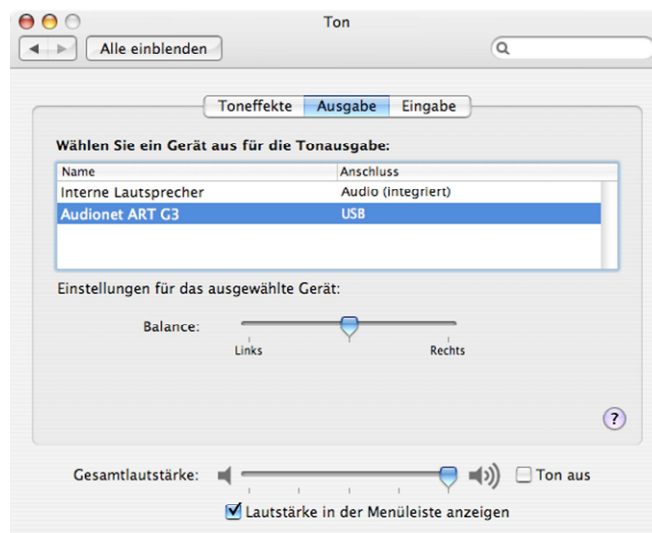 Ton
Alle einblenden
Toneffekte Ausgabe Eingabe
Wählen Sie ein Gerät aus für die Tonausgabe:
Name Anschluss
Interne Lautsprecher Audio (integriert)
Audionet ART G3 USB
Einstellungen für das ausgewählte Gerät:
Balance:
Links Rechts
?
Gesamtlautstärke: Ton aus
Lautstärke in der Menüleiste anzeigen